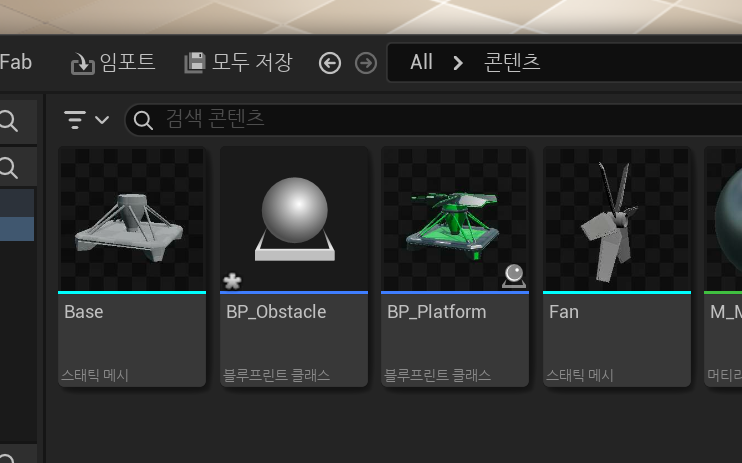 Fab 임포트 모두 저장 All 콘텐츠
검색 콘텐츠
Base BP_Obstacle BP_Platform Fan M_M
스태틱 메시 블루프린트 클래스 블루프린트 클래스 스태틱 메시 머티리